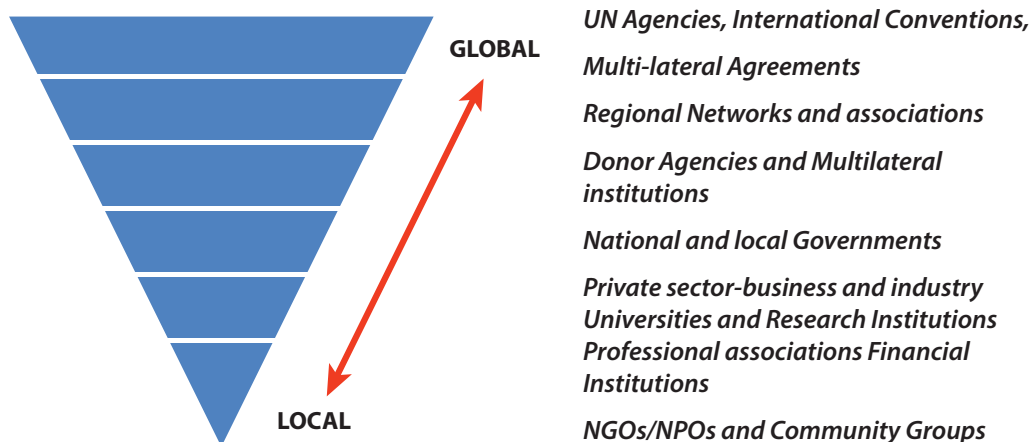 UN Agencies, International Conventions,
GLOBAL
Multi-lateral Agreements
Regional Networks and associations
Donor Agencies and Multilateral
institutions
National and local Governments
Private sector-business and industry
Universities and Research Institutions
Professional associations Financial
Institutions
LOCAL
NGOs/NPOs and Community Groups